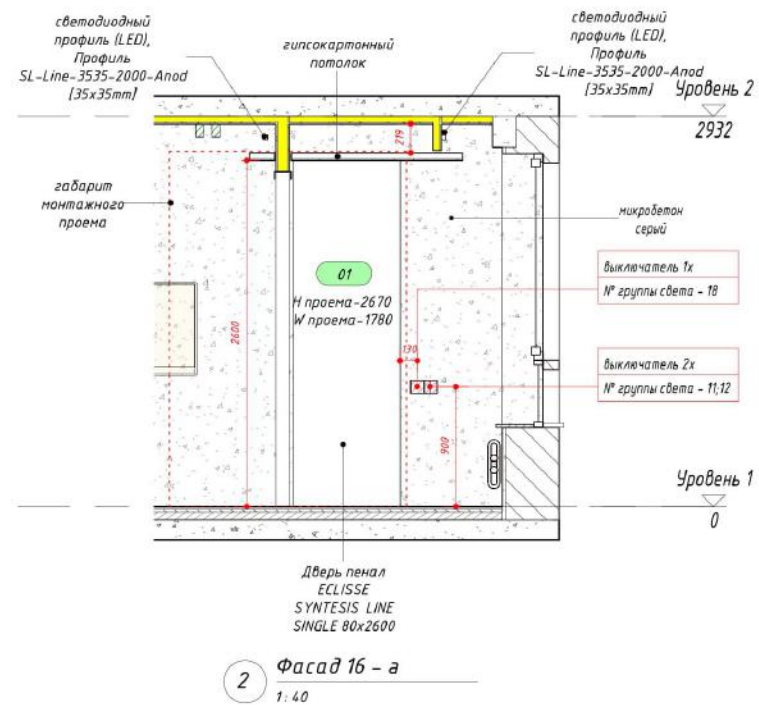 светодиодный
профиль (LED),
Профиль
SL-Line-3535-2000-Anod
[35x35mm]
гипсокартонный
потолок
светодиодный
профиль (LED),
Профиль
SL-Line-3535-2000-Anod
[35x35mm]
Уровень 2
2932
219
габарит
монтажного
проема
микробетон
серый
01
H проема-2670
W проема-1780
2600
130
900
выключатель 1х
№ группы света - 18
выключатель 2х
№ группы света - 11;12
Уровень 1
0
Дверь пенал
ECLISSE
SYNTESIS LINE
SINGLE 80x2600
2
Фасад 16 - а
1:40